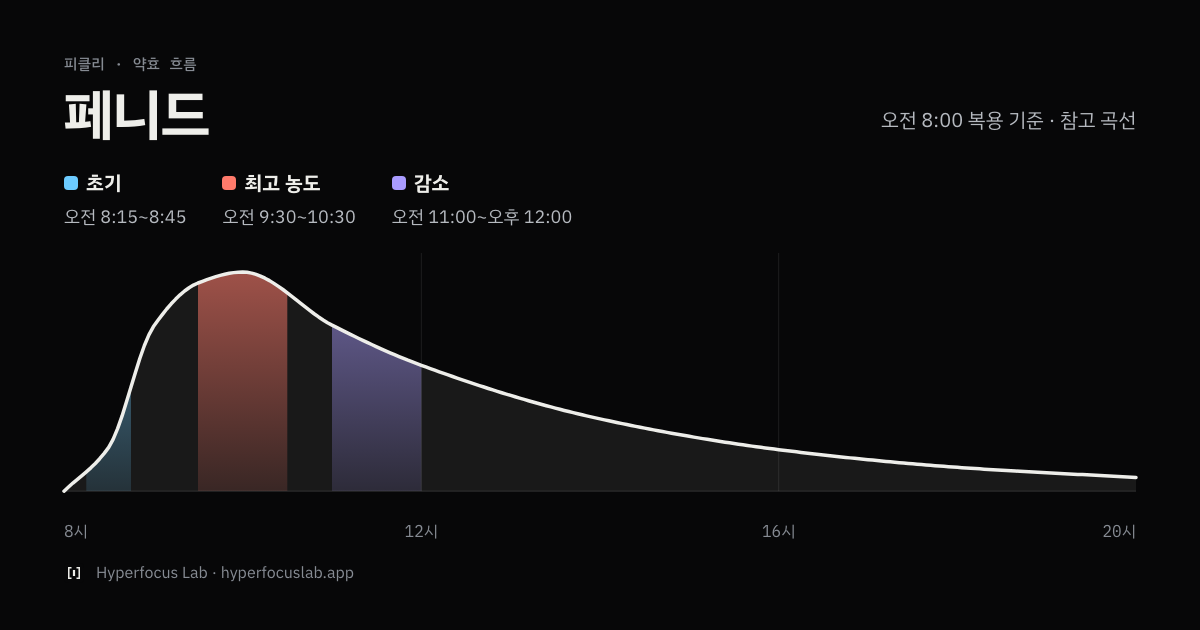 피클리 · 약효 흐름
페니드
오전 8:00 복용 기준 · 참고 곡선
초기
오전 8:15~8:45
최고 농도
오전 9:30~10:30
감소
오전 11:00~오후 12:00
8시
12시
16시
20시
Hyperfocus Lab · hyperfocuslab.app